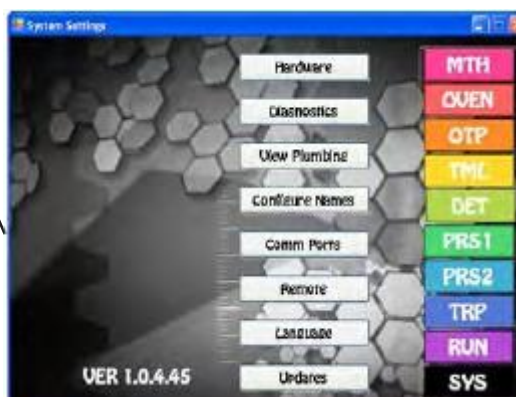 System Settings
Hardware
Diagnostics
View Plumbing
Configure Names
Comm Ports
Remote
Language
Updates
VER 1.0.4.45
MTH
OVEN
OTP
TML
DET
PRS1
PRS2
TRP
RUN
SYS